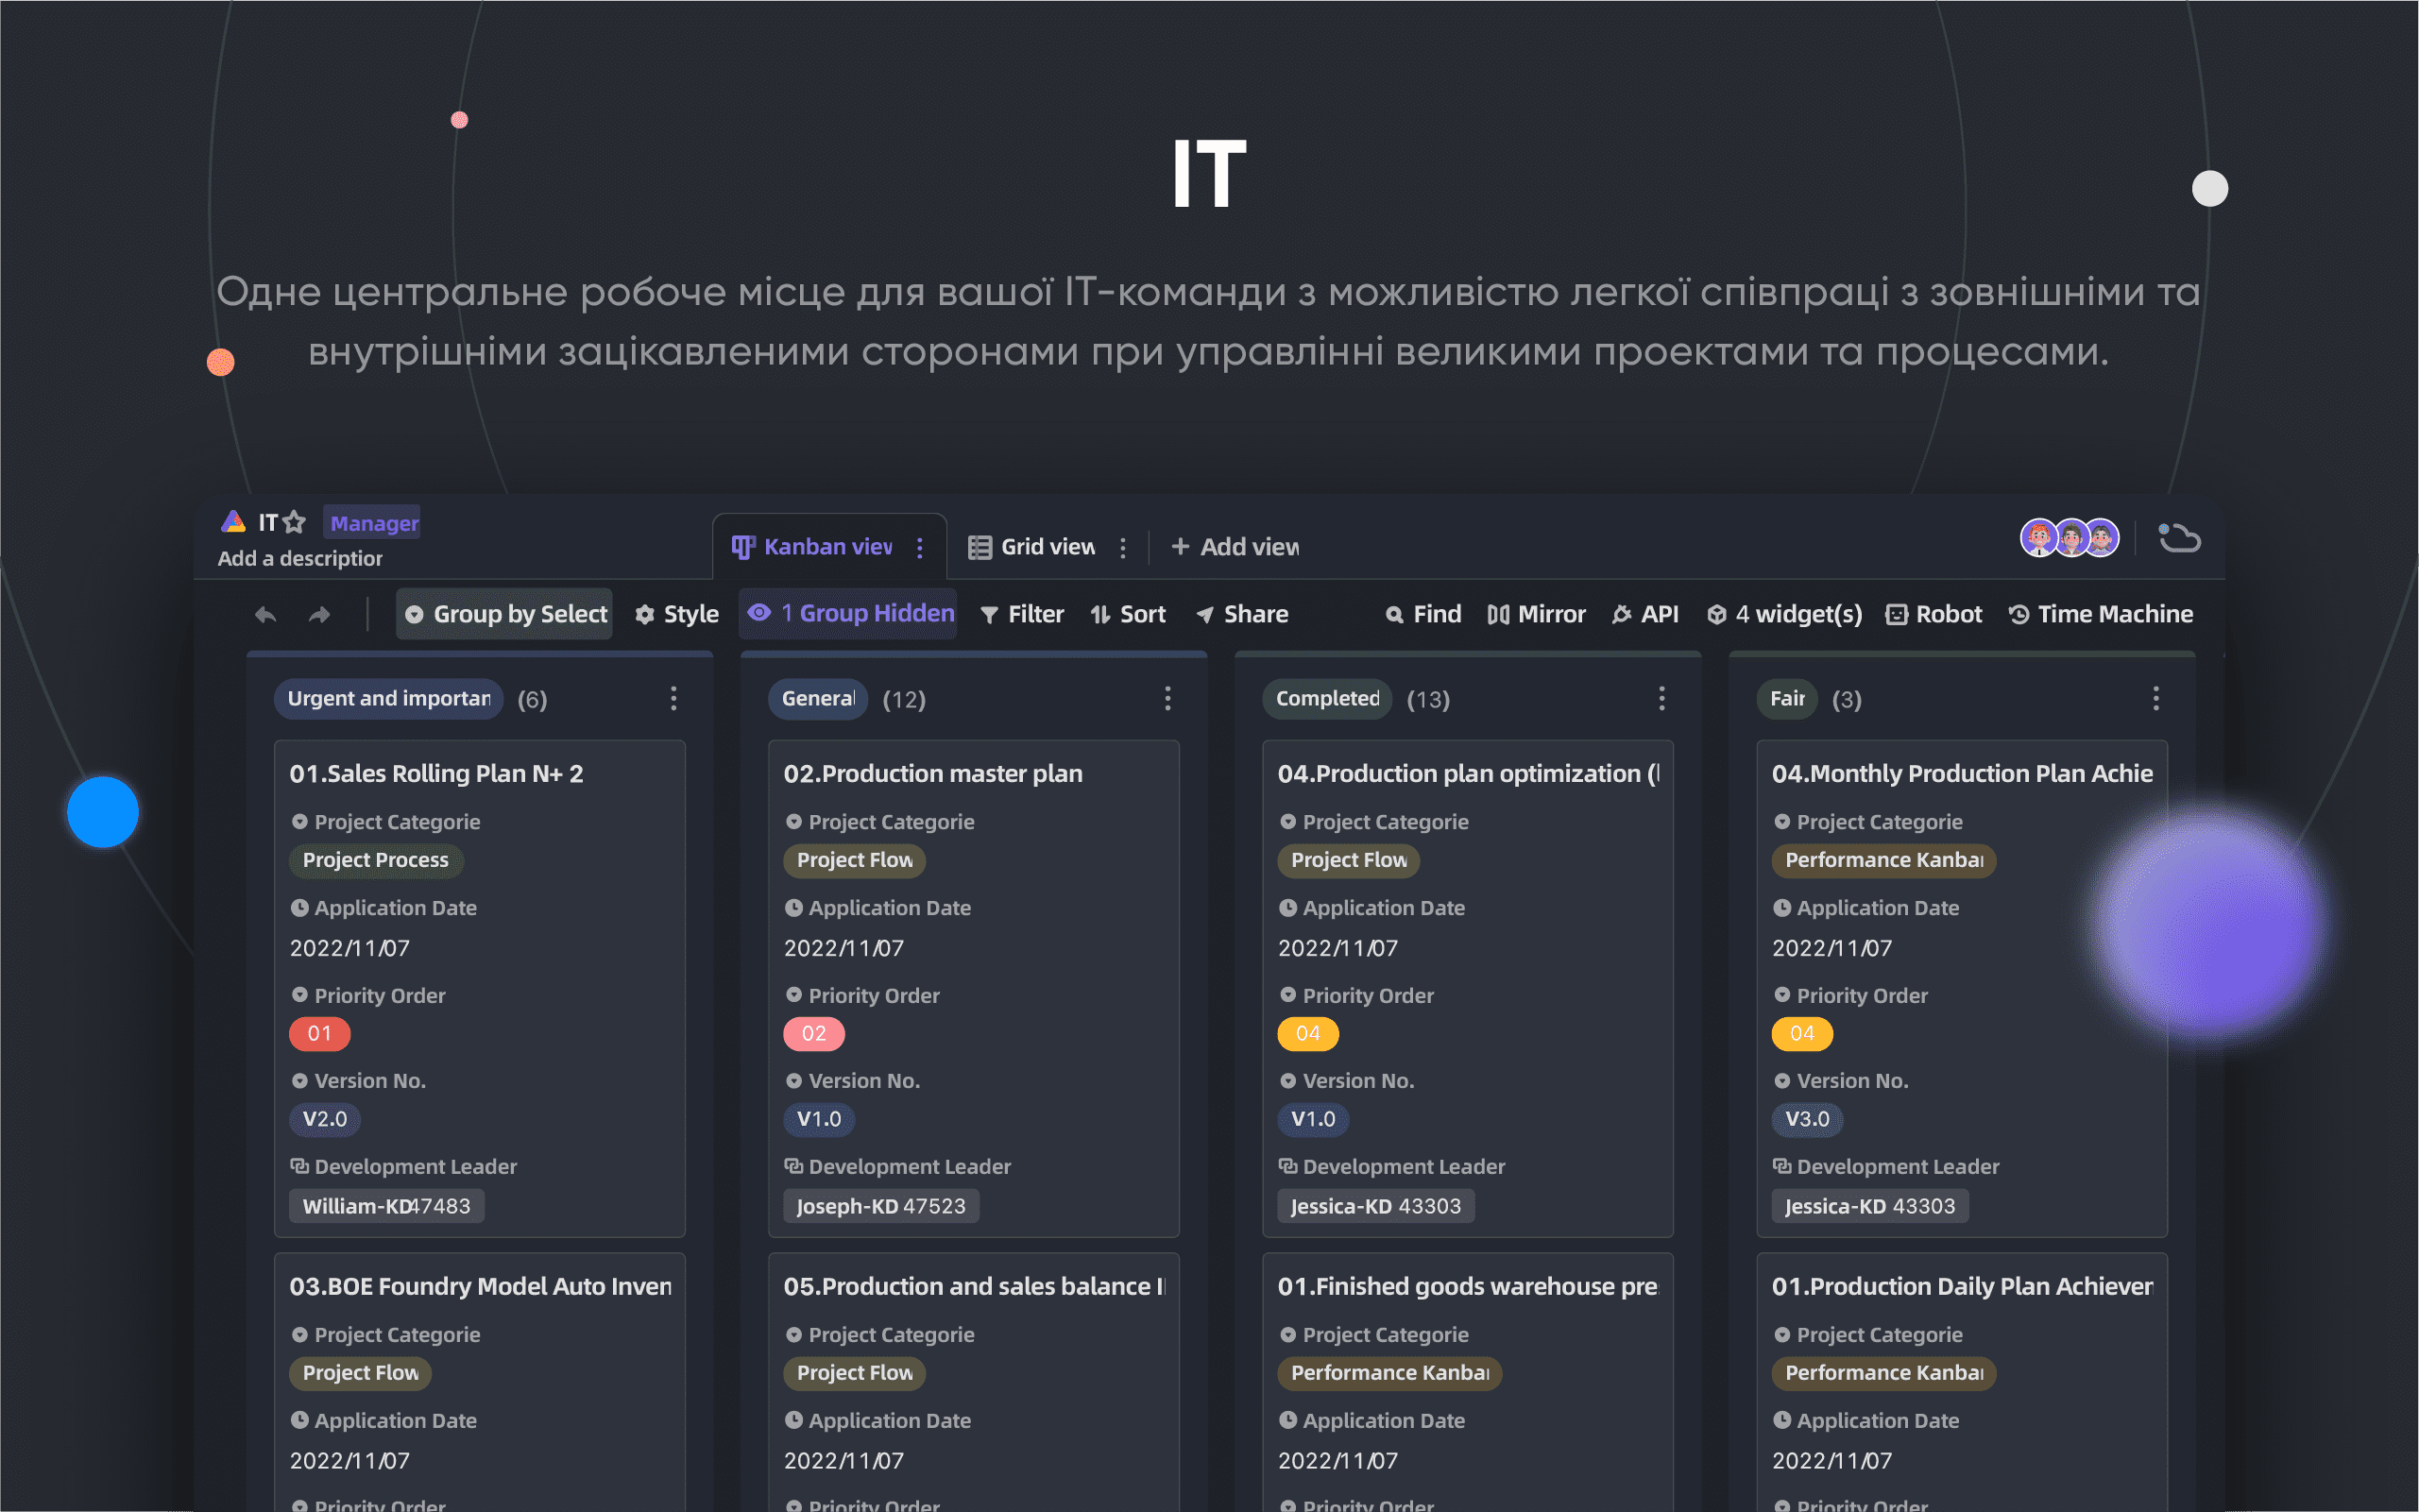 IT
Одне центральне робоче місце для вашої ІТ-команди з можливістю легкої співпраці з зовнішніми та
внутрішніми зацікавленими сторонами при управлінні великими проектами та процесами.
IT Manager
Add a description
Kanban view Grid view + Add view
Group by Select Style 1 Group Hidden Filter Sort Share Find Mirror API 4 widget(s) Robot Time Machine
Urgent and importan (6)
General (12)
Completed (13)
Fair (3)
01.Sales Rolling Plan N+ 2
Project Categorie
Project Process
Application Date
2022/11/07
Priority Order
01
Version No.
V2.0
Development Leader
William-KD47483
03.BOE Foundry Model Auto Inven
Project Categorie
Project Flow
Application Date
2022/11/07
Priority Order
02.Production master plan
Project Categorie
Project Flow
Application Date
2022/11/07
Priority Order
02
Version No.
V1.0
Development Leader
Joseph-KD 47523
05.Production and sales balance
Project Categorie
Project Flow
Application Date
2022/11/07
Priority Order
04.Production plan optimization (
Project Categorie
Project Flow
Application Date
2022/11/07
Priority Order
04
Version No.
V1.0
Development Leader
Jessica-KD 43303
01.Finished goods warehouse pre
Project Categorie
Performance Kanban
Application Date
2022/11/07
Priority Order
04.Monthly Production Plan Achie
Project Categorie
Performance Kanban
Application Date
2022/11/07
Priority Order
04
Version No.
V3.0
Development Leader
Jessica-KD 43303
01.Production Daily Plan Achiever
Project Categorie
Performance Kanban
Application Date
2022/11/07
Priority Order